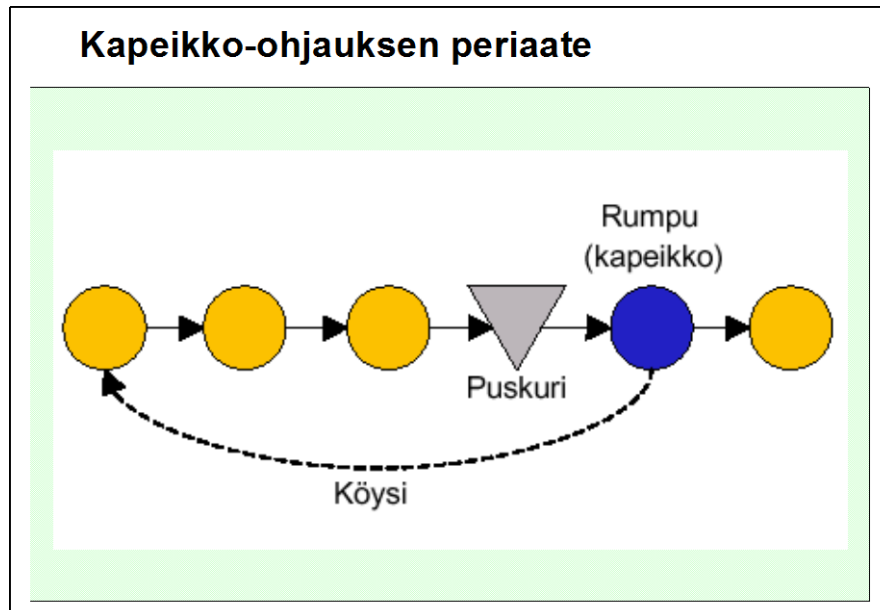 Kapeikko-ohjauksen periaate
Rumpu
(kapeikko)
Puskuri
Köysi